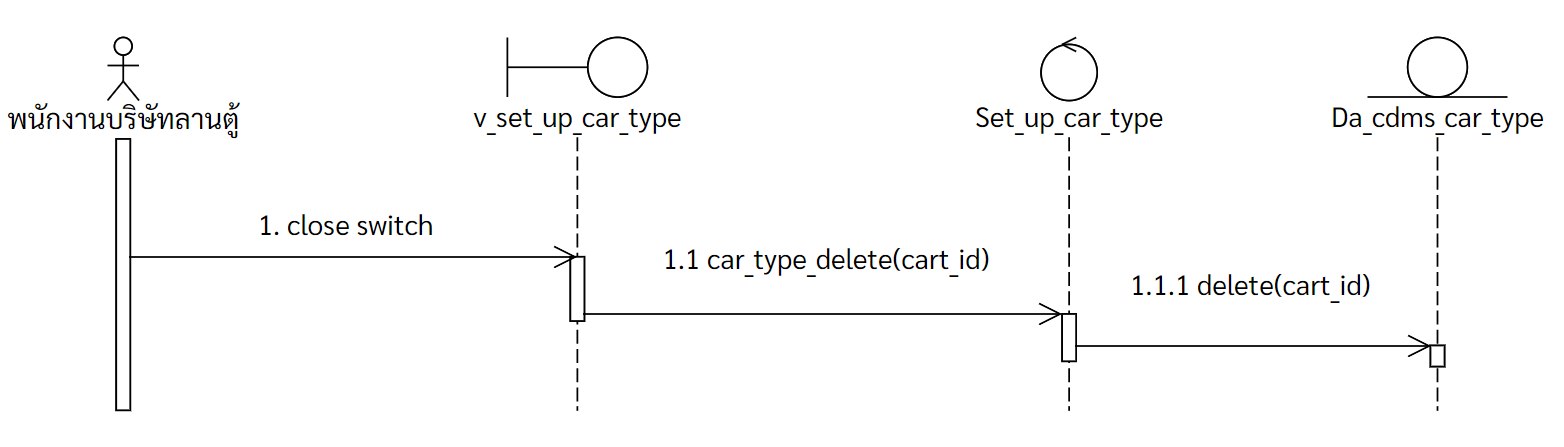 พนักงานบริษัทลานตู้
v_set_up_car_type
Set_up_car_type
Da_cdms_car_type
1. close switch
1.1 car_type_delete(cart_id)
1.1.1 delete(cart_id)